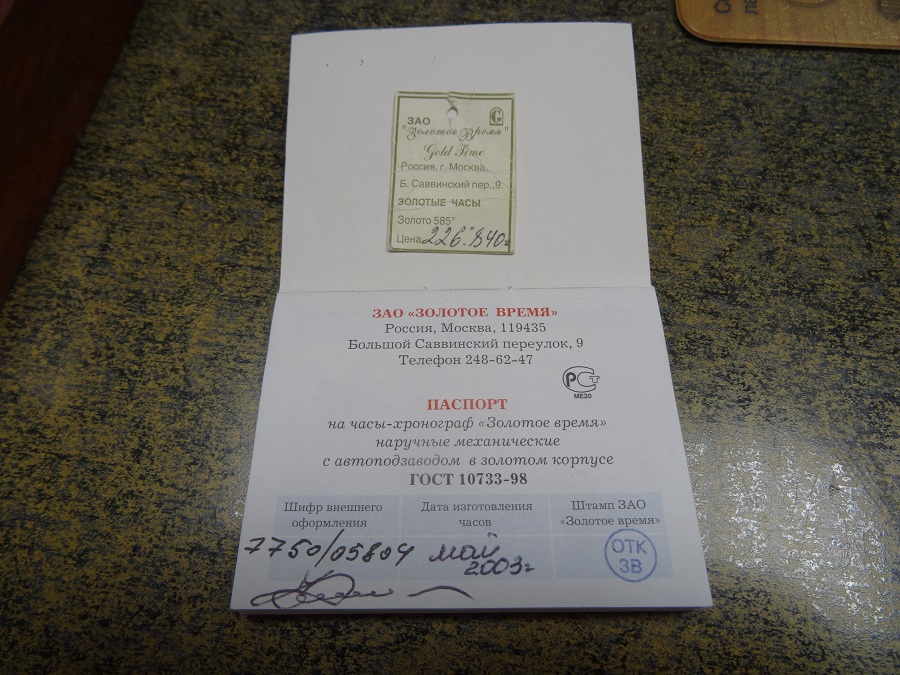 ЗАО
"Золотое Время"
Gold Time
Россия, г. Москва,
Б. Саввинский пер.,9.
ЗОЛОТЫЕ ЧАСЫ
Золото 585°
Цена 226.840
ЗАО «ЗОЛОТОЕ ВРЕМЯ»
Россия, Москва, 119435
Большой Саввинский переулок, 9
Телефон 248-62-47
РСТ
МЕ20
ПАСПОРТ
на часы-хронограф «Золотое время»
наручные механические
с автоподзаводом в золотом корпусе
ГОСТ 10733-98
Шифр внешнего оформления
Дата изготовления часов
Штамп ЗАО «Золотое время»
7750/05804
май 2003г
ОТК
ЗВ